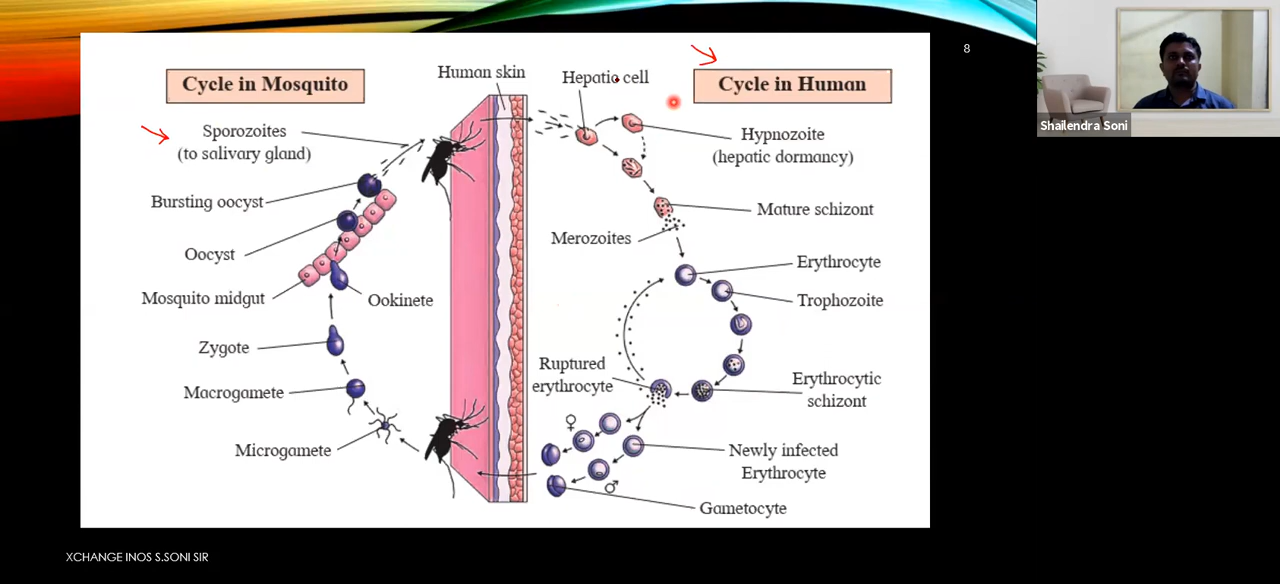 8
Shailendra Soni
Cycle in Mosquito
Human skin
Hepatic cell
Cycle in Human
Sporozoites
(to salivary gland)
Hypnozoite
(hepatic dormancy)
Bursting oocyst
Mature schizont
Merozoites
Oocyst
Erythrocyte
Mosquito midgut
Ookinete
Trophozoite
Zygote
Ruptured
erythrocyte
Macrogamete
Erythrocytic
schizont
Microgamete
♀
Newly infected
Erythrocyte
♂
Gametocyte
XCHANGE INOS S.SONI SIR